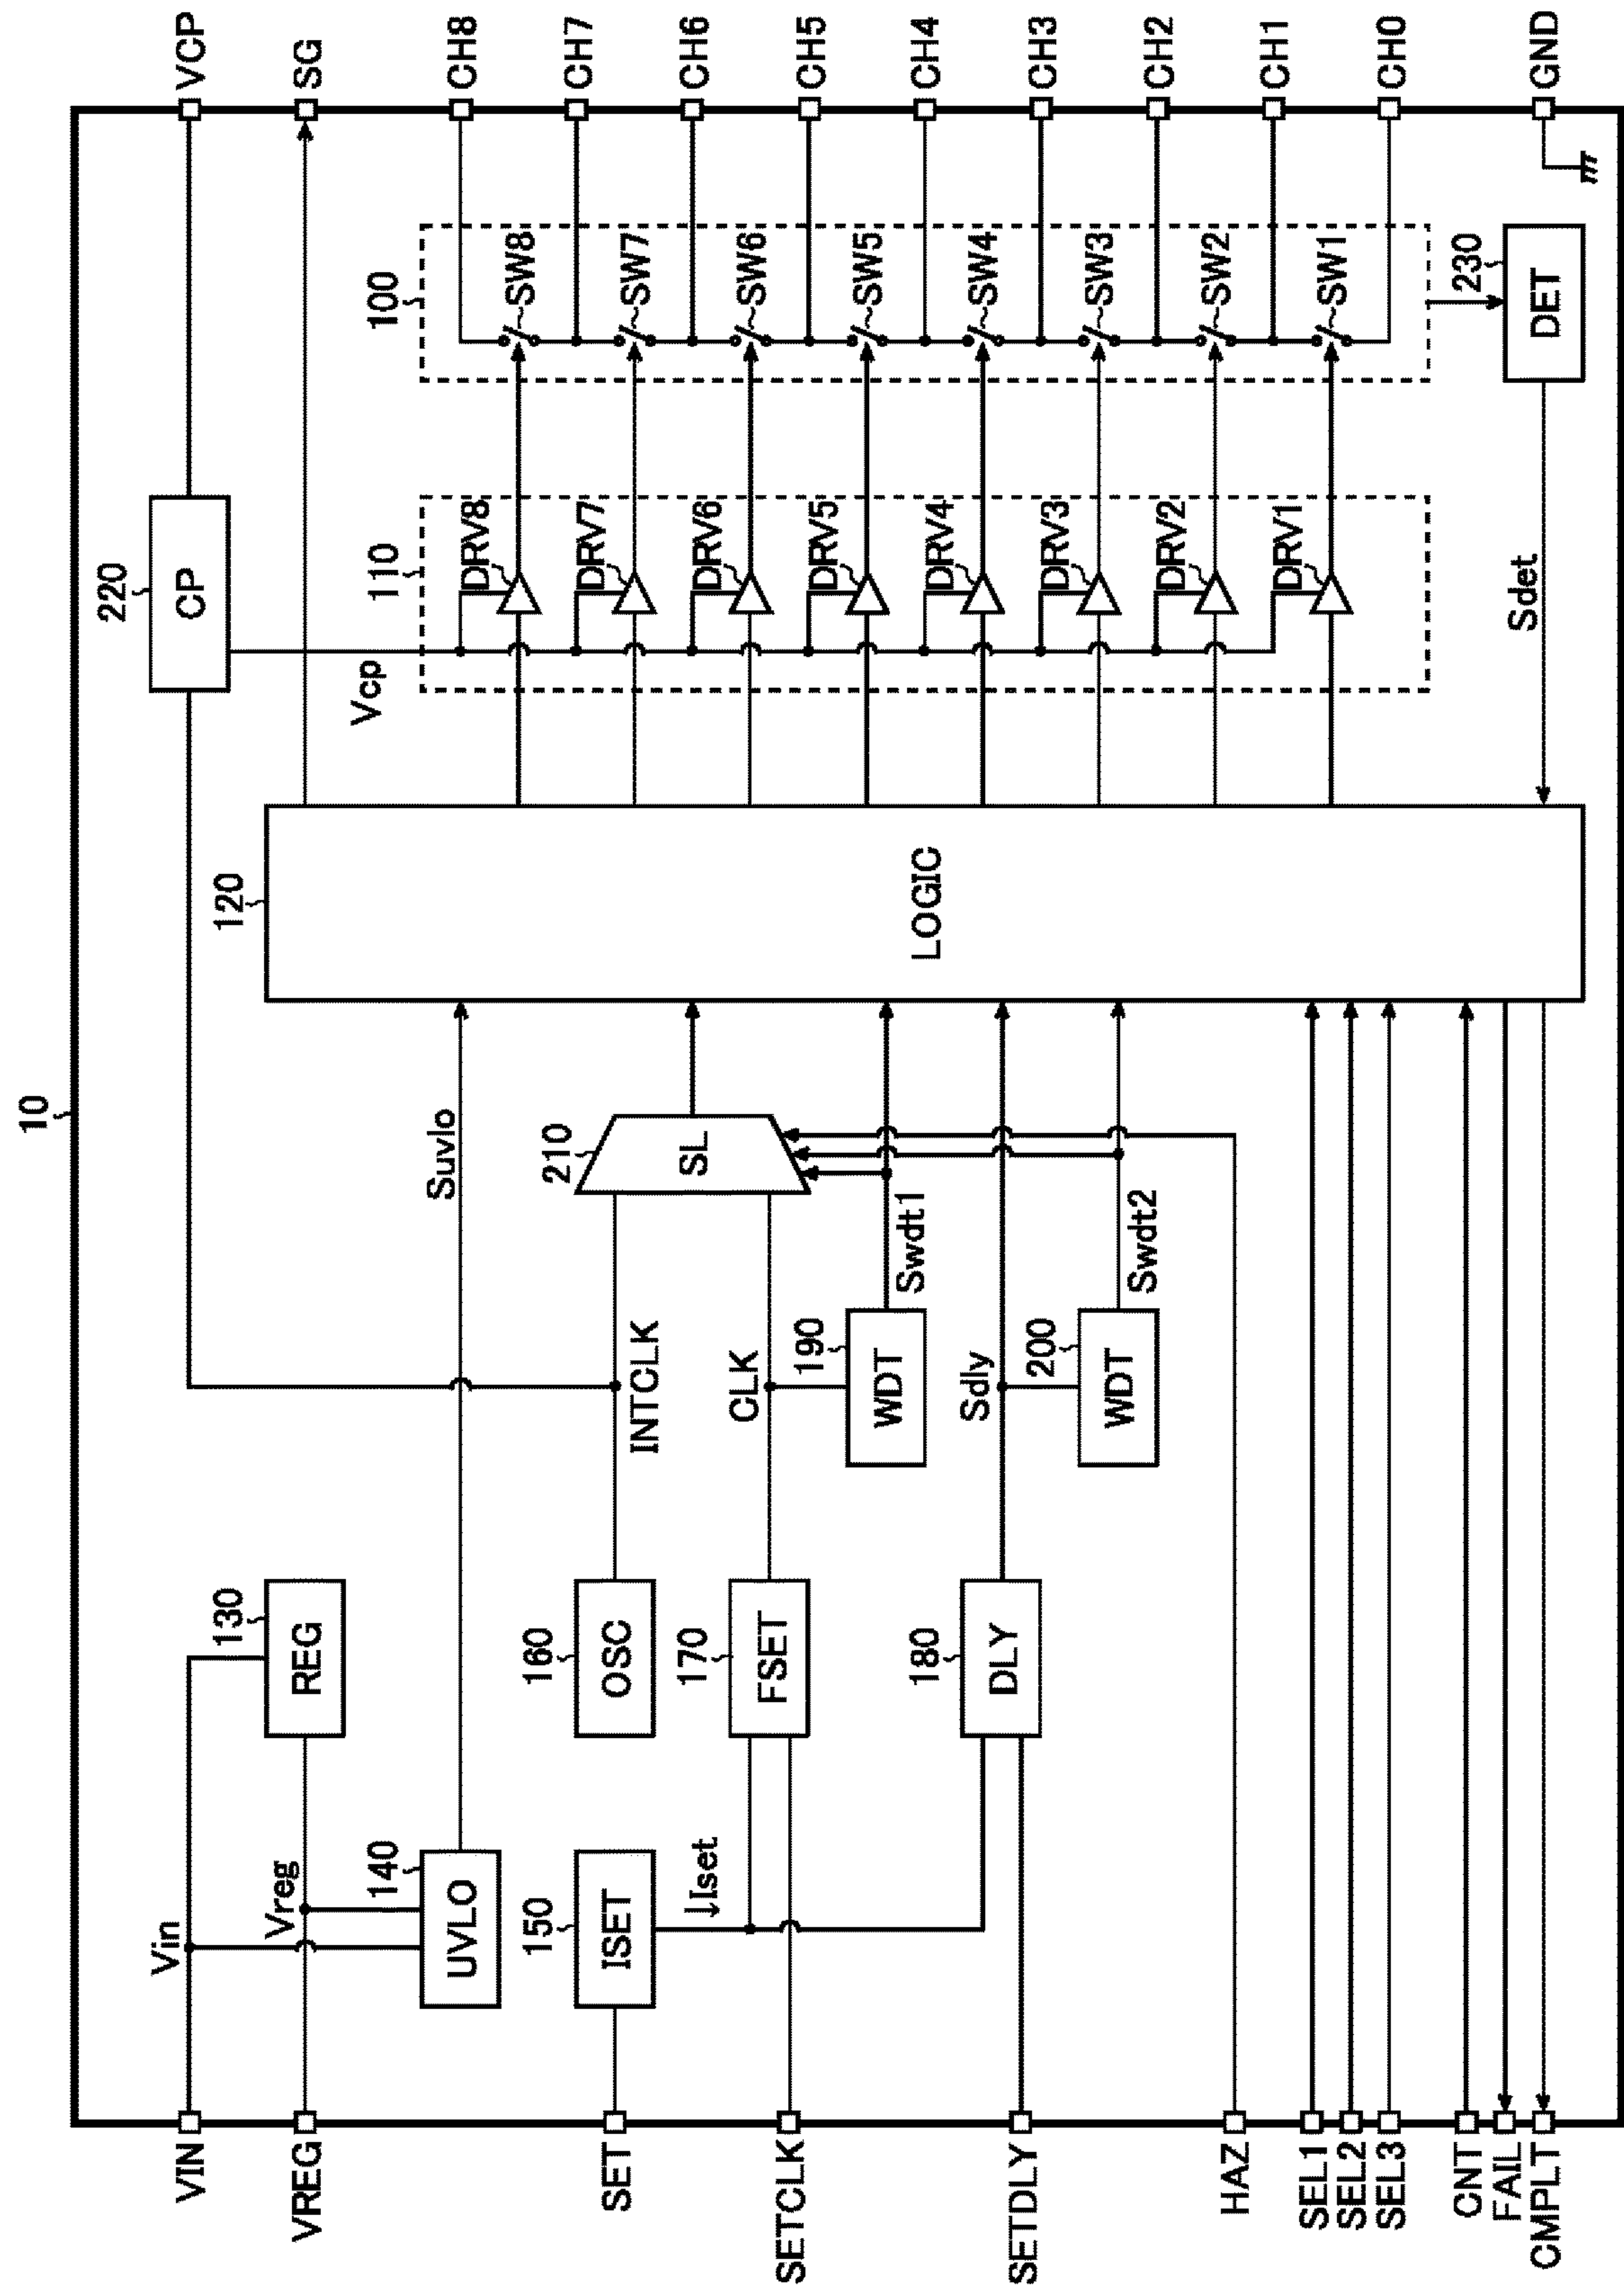 10
VIN
VREG
SET
SETCLK
SETDLY
HAZ
SEL1
SEL2
SEL3
CNT
FAIL
CMPLT
Vin
Vreg
130
REG
140
UVLO
150
ISET
↓Iset
160
OSC
170
FSET
180
DLY
INTCLK
CLK
190
WDT
Sdly
200
WDT
Suvlo
210
SL
Swdt1
Swdt2
120
LOGIC
220
CP
Vcp
110
DRV8
DRV7
DRV6
DRV5
DRV4
DRV3
DRV2
DRV1
Sdet
100
SW8
SW7
SW6
SW5
SW4
SW3
SW2
SW1
230
DET
VCP
SG
CH8
CH7
CH6
CH5
CH4
CH3
CH2
CH1
CH0
GND